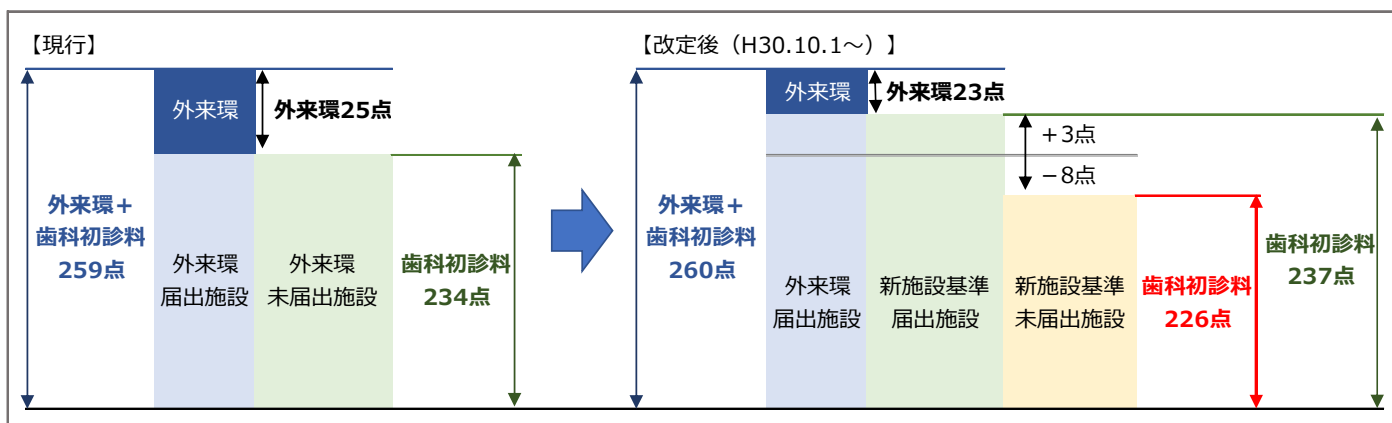 【現行】
外来環
外来環25点
外来環＋
歯科初診料
259点
外来環
届出施設
外来環
未届出施設
歯科初診料
234点
【改定後（H30.10.1～）】
外来環
外来環23点
＋3点
－8点
外来環＋
歯科初診料
260点
外来環
届出施設
新施設基準
届出施設
新施設基準
未届出施設
歯科初診料
226点
歯科初診料
237点